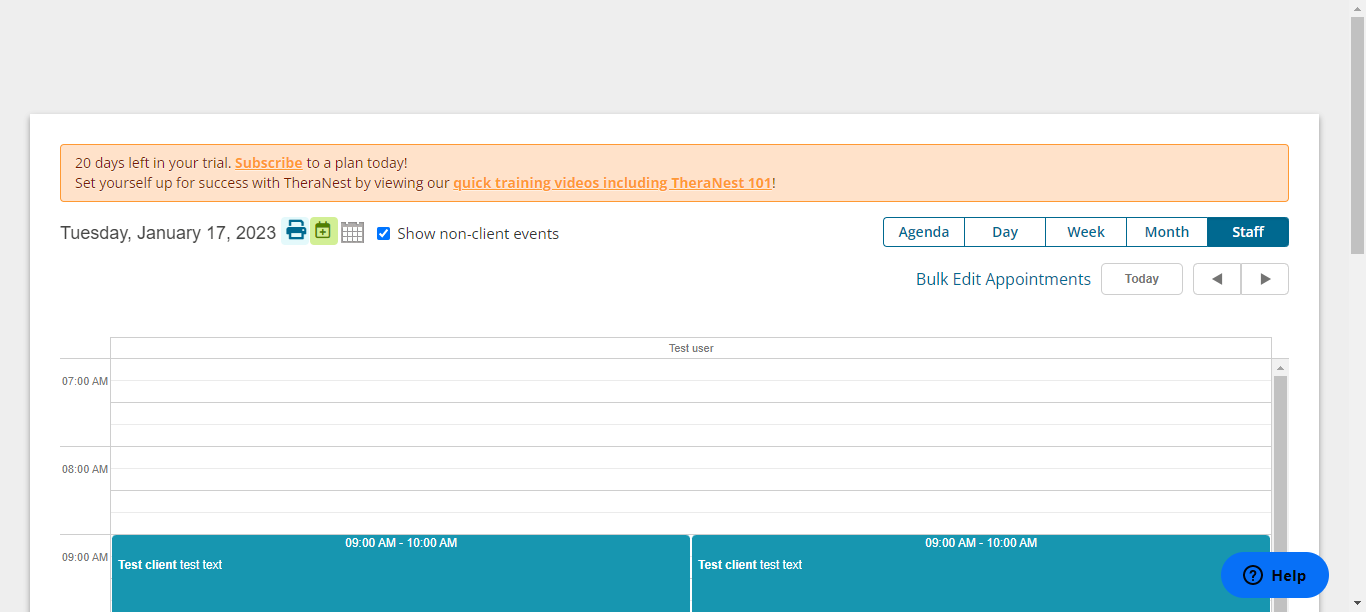 20 days left in your trial. Subscribe to a plan today!
Set yourself up for success with TheraNest by viewing our quick training videos including TheraNest 101!
Tuesday, January 17, 2023 Show non-client events Agenda Day Week Month Staff
Bulk Edit Appointments Today
Test user
07:00 AM
08:00 AM
09:00 AM - 10:00 AM 09:00 AM - 10:00 AM
09:00 AM Test client test text Test client test text
Help